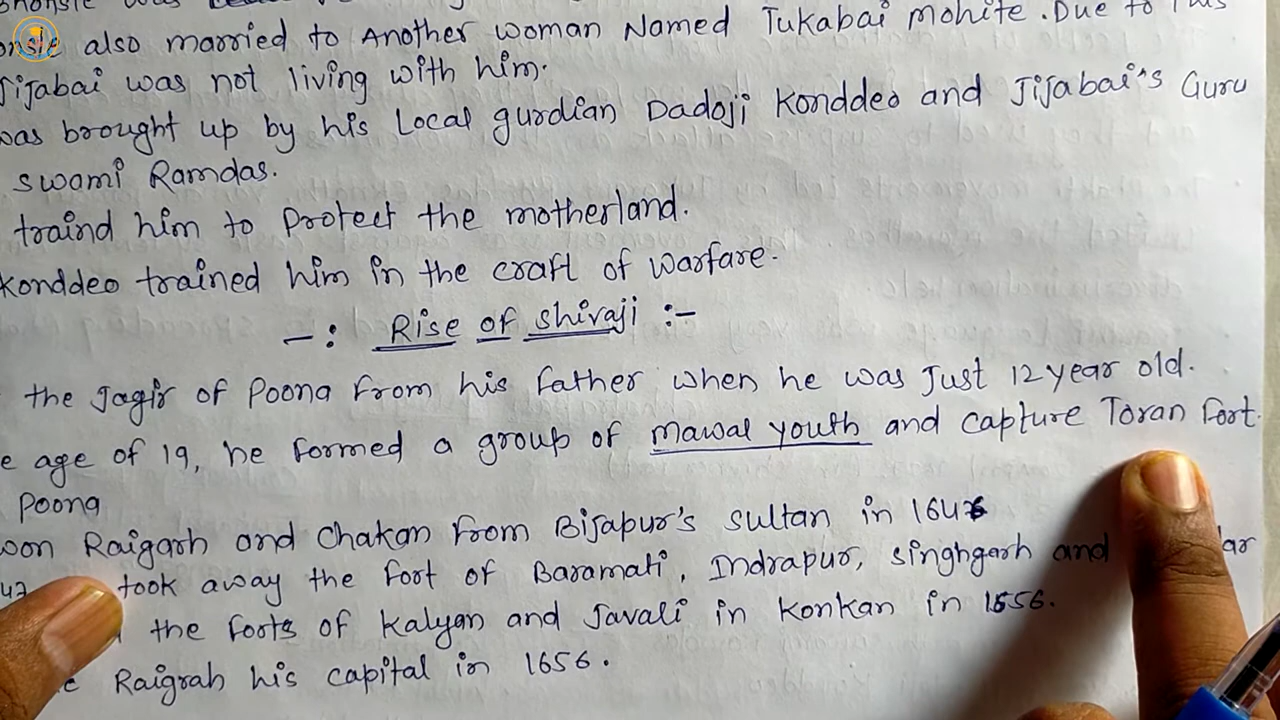 also married to Another woman Named Tukabai mohite. Due to This
Jijabai was not living with him.
was brought up by his Local gurdian Dadoji Konddeo and Jijabai's Guru
swami Ramdas.
traind him to Protect the motherland.
Konddeo trained him in the craft of warfare.
-: Rise of shivaji :-
the Jagir of Poona from his father when he was Just 12 year old.
age of 19, he formed a group of mawal youth and capture Toran fort
Poona
Raigarh and Chakan from Bijapur's sultan in
took away the fort of Baramati, Indrapur, singhgarh and
the forts of Kalyan and Javali in Konkan in 1656.
Raigrah his capital in 1656.